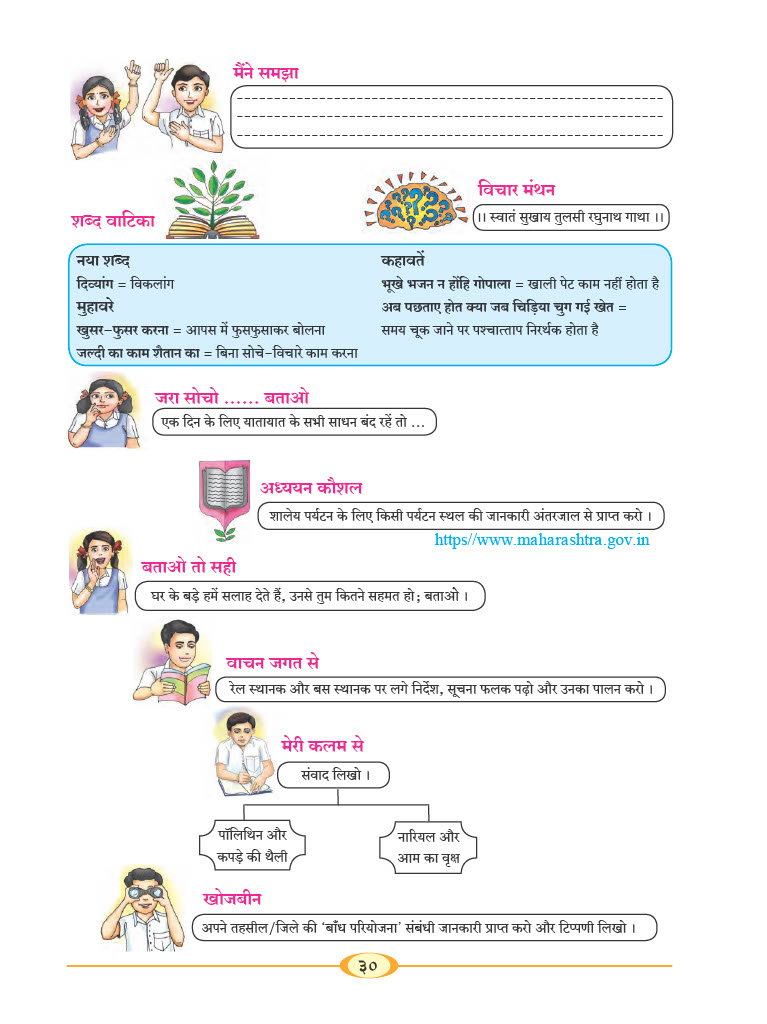 मैंने समझा
शब्द वाटिका
विचार मंथन
।। स्वातं सुखाय तुलसी रघुनाथ गाथा ।।
नया शब्द
दिव्यांग = विकलांग
मुहावरे
खुसर-फुसर करना = आपस में फुसफुसाकर बोलना
जल्दी का काम शैतान का = बिना सोचे-विचारे काम करना
कहावतें
भूखे भजन न होंहि गोपाला = खाली पेट काम नहीं होता है
अब पछताए होत क्या जब चिड़िया चुग गई खेत =
समय चूक जाने पर पश्चात्ताप निरर्थक होता है
जरा सोचो ...... बताओ
एक दिन के लिए यातायात के सभी साधन बंद रहें तो ...
अध्ययन कौशल
शालेय पर्यटन के लिए किसी पर्यटन स्थल की जानकारी अंतरजाल से प्राप्त करो ।
https//www.maharashtra.gov.in
बताओ तो सही
घर के बड़े हमें सलाह देते हैं, उनसे तुम कितने सहमत हो; बताओ ।
वाचन जगत से
रेल स्थानक और बस स्थानक पर लगे निर्देश, सूचना फलक पढ़ो और उनका पालन करो ।
मेरी कलम से
संवाद लिखो ।
पॉलिथिन और
कपड़े की थैली
नारियल और
आम का वृक्ष
खोजबीन
अपने तहसील/जिले की ‘बाँध परियोजना’ संबंधी जानकारी प्राप्त करो और टिप्पणी लिखो ।
३०